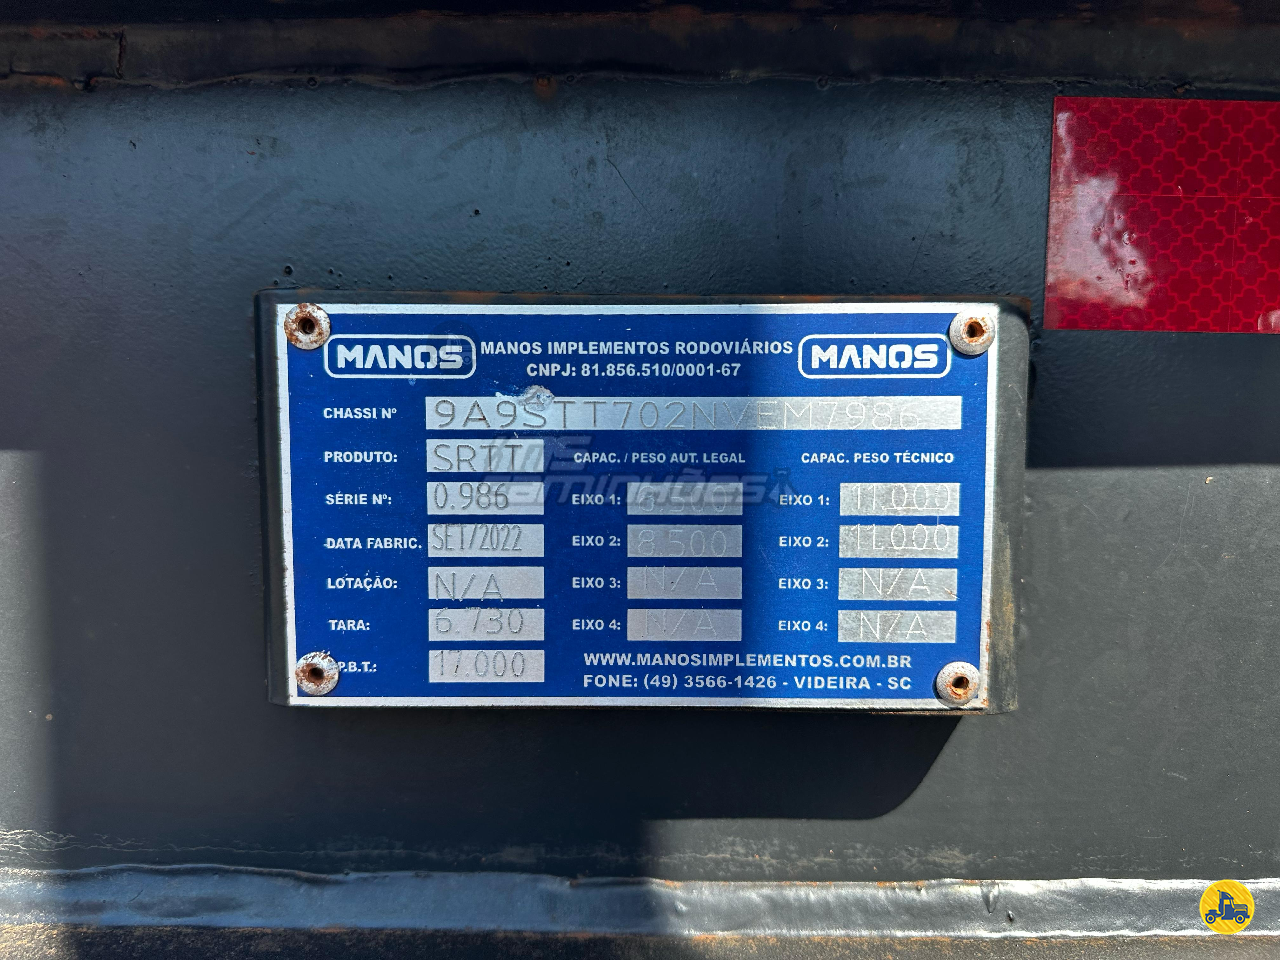 MANOS MANOS IMPLEMENTOS RODOVIÁRIOS MANOS
CNPJ: 81.856.510/0001-67
CHASSI Nº 9A9STT702NVEM7986
PRODUTO: SRTT CAPAC. / PESO AUT. LEGAL CAPAC. PESO TÉCNICO
SÉRIE Nº: 0.986 EIXO 1: 8.500 EIXO 1: 11.000
DATA FABRIC. SET/2022 EIXO 2: 8.500 EIXO 2: 11.000
LOTAÇÃO: N/A EIXO 3: N/A EIXO 3: N/A
TARA: 6.730 EIXO 4: N/A EIXO 4: N/A
P.B.T.: 17.000 WWW.MANOSIMPLEMENTOS.COM.BR
FONE: (49) 3566-1426 - VIDEIRA - SC